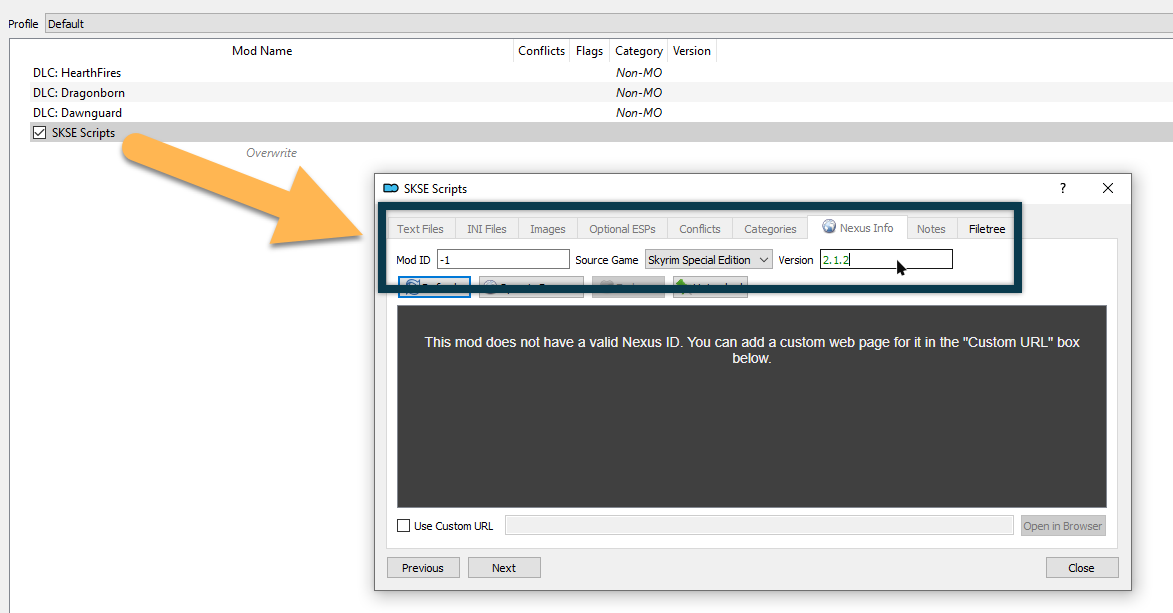 Profile Default
Mod Name Conflicts Flags Category Version
DLC: HearthFires Non-MO
DLC: Dragonborn Non-MO
DLC: Dawnguard Non-MO
SKSE Scripts
Overwrite
SKSE Scripts ?
Text Files INI Files Images Optional ESPs Conflicts Categories Nexus Info Notes Filetree
Mod ID -1 Source Game Skyrim Special Edition Version 2.1.2
This mod does not have a valid Nexus ID. You can add a custom web page for it in the "Custom URL" box
below.
Use Custom URL Open in Browser
Previous Next Close